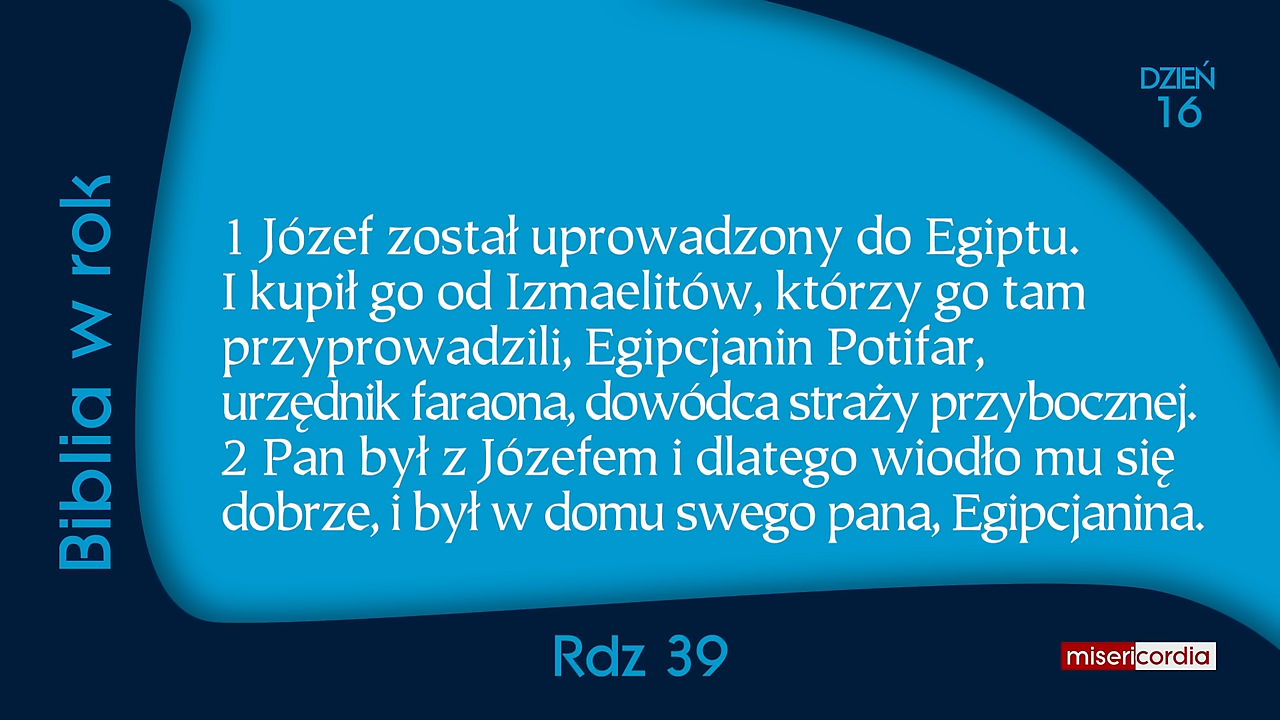 DZIEŃ
16
Biblia w rok
1 Józef został uprowadzony do Egiptu.
I kupił go od Izmaelitów, którzy go tam
przyprowadzili, Egipcjanin Potifar,
urzędnik faraona, dowódca straży przybocznej.
2 Pan był z Józefem i dlatego wiodło mu się
dobrze, i był w domu swego pana, Egipcjanina.
Rdz 39
misericordia